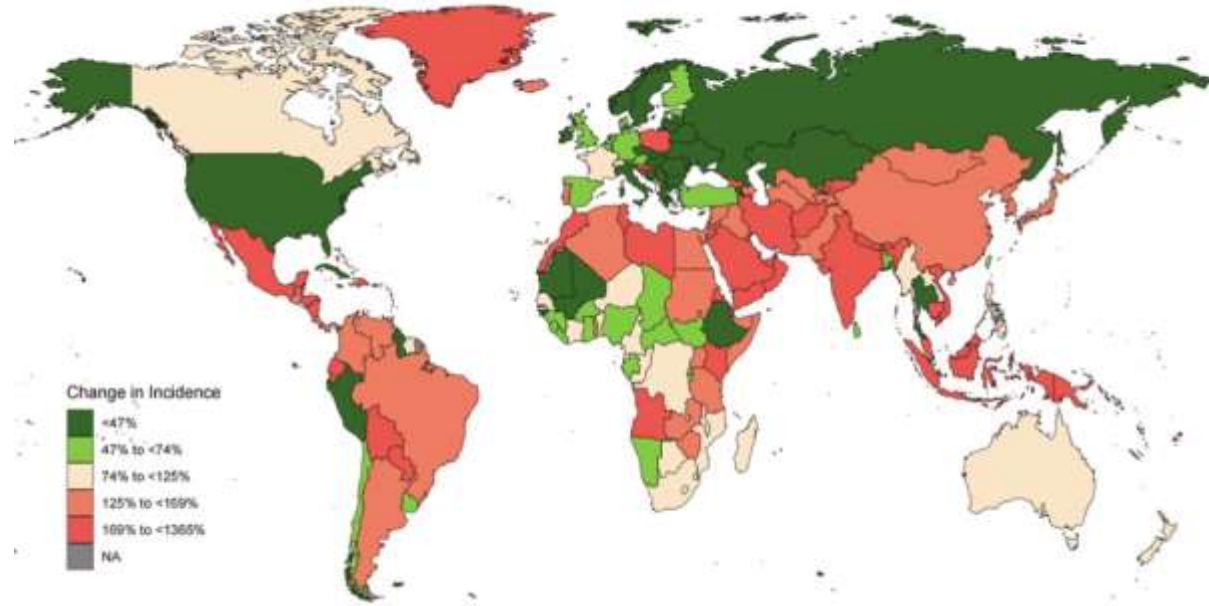 Change in Incidence
<47%
47% to <74%
74% to <125%
125% to <169%
169% to <1365%
NA